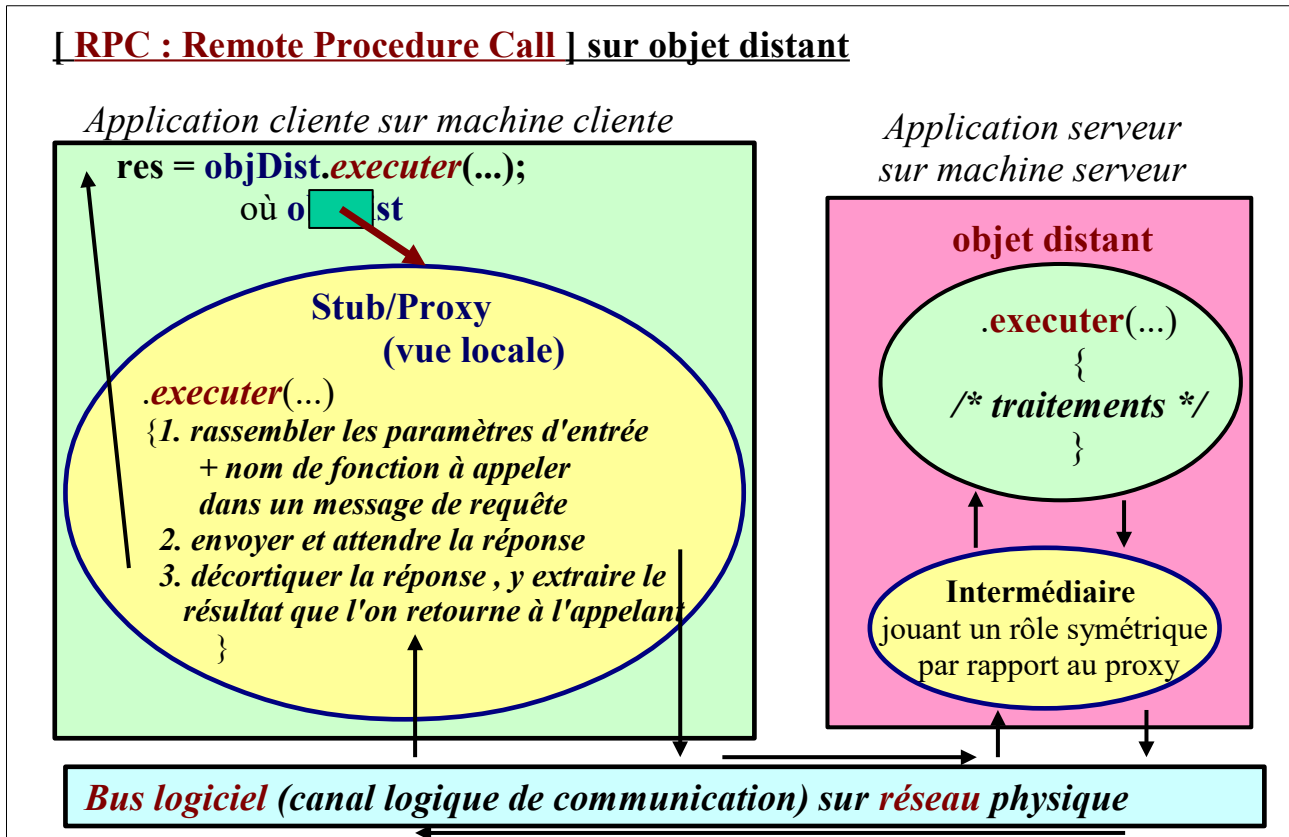 [ RPC : Remote Procedure Call ] sur objet distant
Application cliente sur machine cliente
res = objDist.executer(...);
où
Stub/Proxy
(vue locale)
.executer(...)
{1. rassembler les paramètres d'entrée
+ nom de fonction à appeler
dans un message de requête
2. envoyer et attendre la réponse
3. décortiquer la réponse , y extraire le
résultat que l'on retourne à l'appelant
}
Application serveur
sur machine serveur
objet distant
.executer(...)
{
/* traitements */
}
Intermédiaire
jouant un rôle symétrique
par rapport au proxy
Bus logiciel (canal logique de communication) sur réseau physique